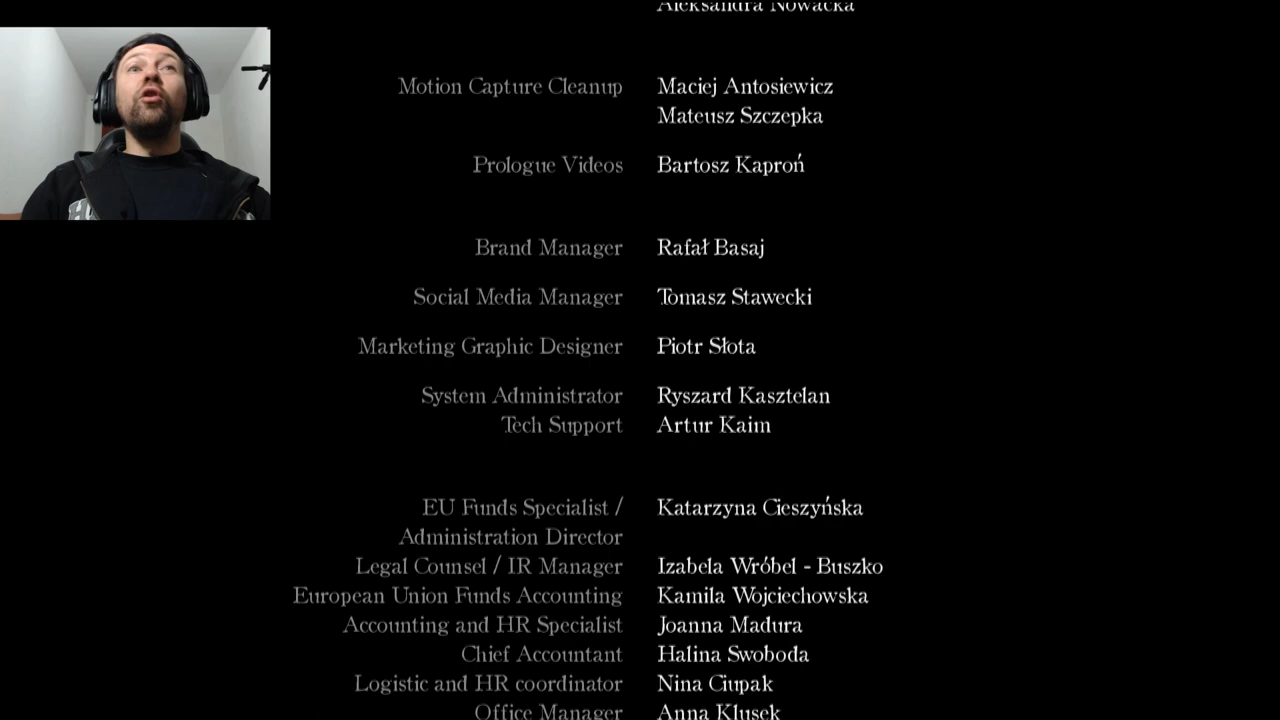 Aleksandra Nowacka
Motion Capture Cleanup Maciej Antosiewicz
Mateusz Szczepka
Prologue Videos Bartosz Kaproń
Brand Manager Rafał Basaj
Social Media Manager Tomasz Stawecki
Marketing Graphic Designer Piotr Słota
System Administrator Ryszard Kasztelan
Tech Support Artur Kaim
EU Funds Specialist / Katarzyna Cieszyńska
Administration Director
Legal Counsel / IR Manager Izabela Wróbel - Buszko
European Union Funds Accounting Kamila Wojciechowska
Accounting and HR Specialist Joanna Madura
Chief Accountant Halina Swoboda
Logistic and HR coordinator Nina Ciupak
Office Manager Anna Klusek